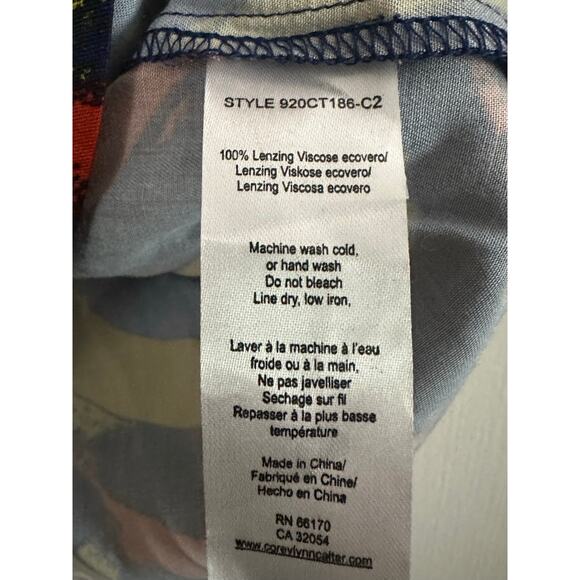 STYLE 920CT186-C2
100% Lenzing Viscose ecovero/
Lenzing Viskose ecovero/
Lenzing Viscosa ecovero
Machine wash cold,
or hand wash
Do not bleach
Line dry, low iron,
Laver à la machine à l'eau
froide ou à la main,
Ne pas javelliser
Sechage sur fil
Repasser à la plus basse
température
Made in China/
Fabriqué en Chine/
Hecho en China
RN 66170
CA 32054
www.coreylynncalter.com